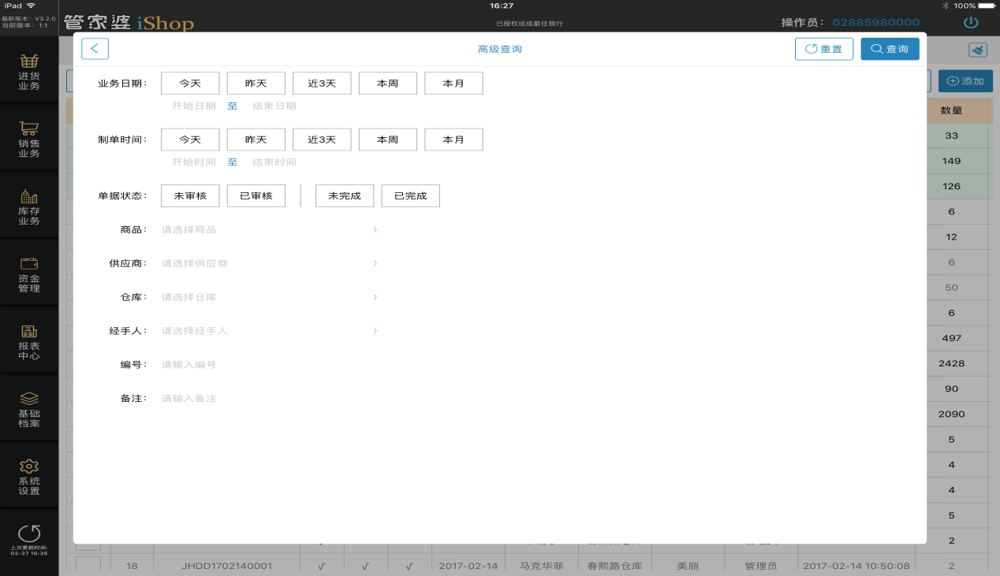 iPad
16:27
100%
最新版本：V3.2.0
当前版本：1.1
管家婆 iShop
已授权给成都任我行
操作员：02885980000
进货
业务
销售
业务
库存
业务
资金
管理
报表
中心
基础
档案
系统
设置
上次更新时间:
02-27 16:26
高级查询
重置
查询
业务日期：
今天
昨天
近3天
本周
本月
开始日期 至 结束日期
制单时间：
今天
昨天
近3天
本周
本月
开始时间 至 结束时间
单据状态：
未审核
已审核
未完成
已完成
商品：
请选择商品
供应商：
请选择供应商
仓库：
请选择仓库
经手人：
请选择经手人
编号：
请输入编号
备注：
请输入备注
添加
数量
33
149
126
6
12
6
50
6
497
2428
90
2090
5
4
4
5
2
18 JHDD1702140001 √ √ √ 2017-02-14 马克华菲 春熙路仓库 美丽 管理员 2017-02-14 10:50:08 2